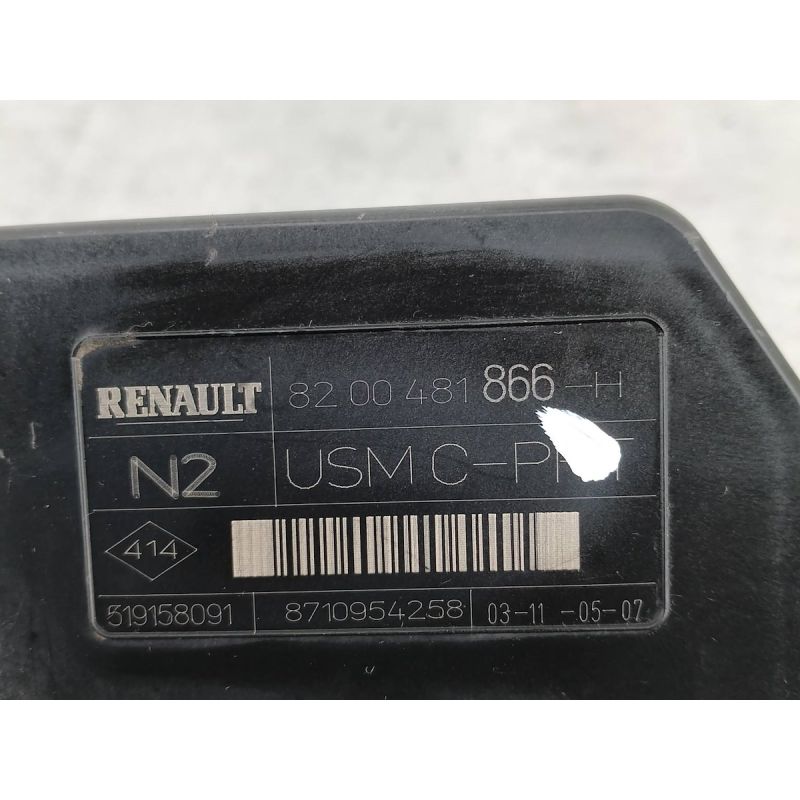 RENAULT 82 00 481 866-H
N2 USM C-
414
519158091 8710954258 03-11-05-07